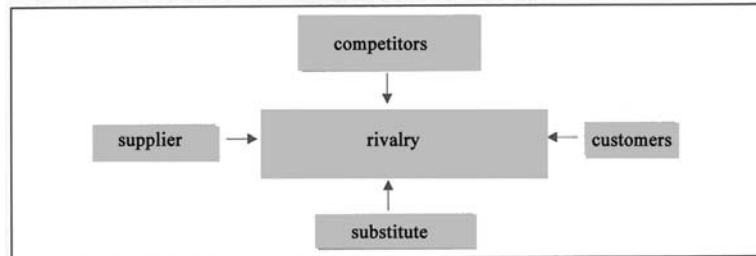 competitors
supplier
rivalry
customers
substitute